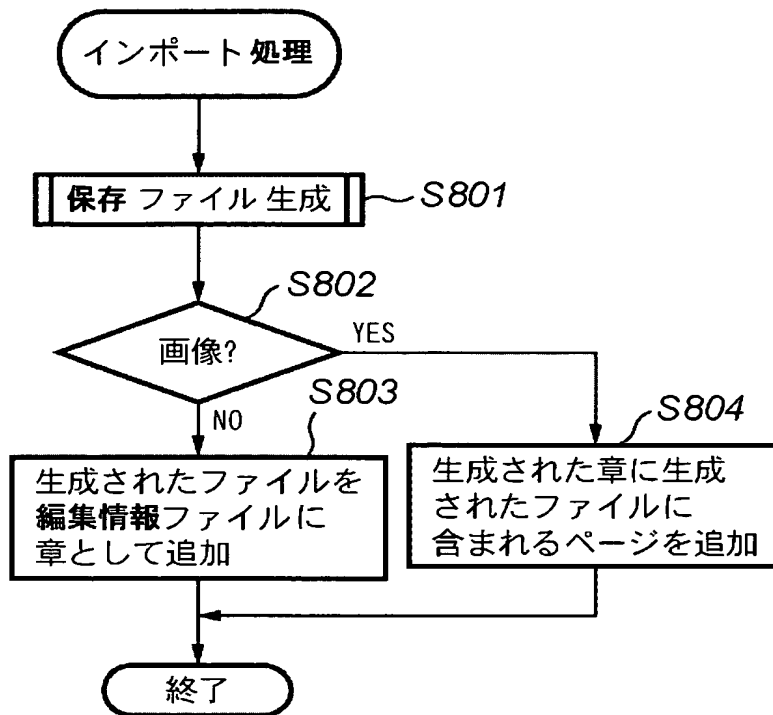 インポート処理
保存ファイル生成
S801
S802
画像?
YES
NO
S803
生成されたファイルを
編集情報ファイルに
章として追加
S804
生成された章に生成
されたファイルに
含まれるページを追加
終了